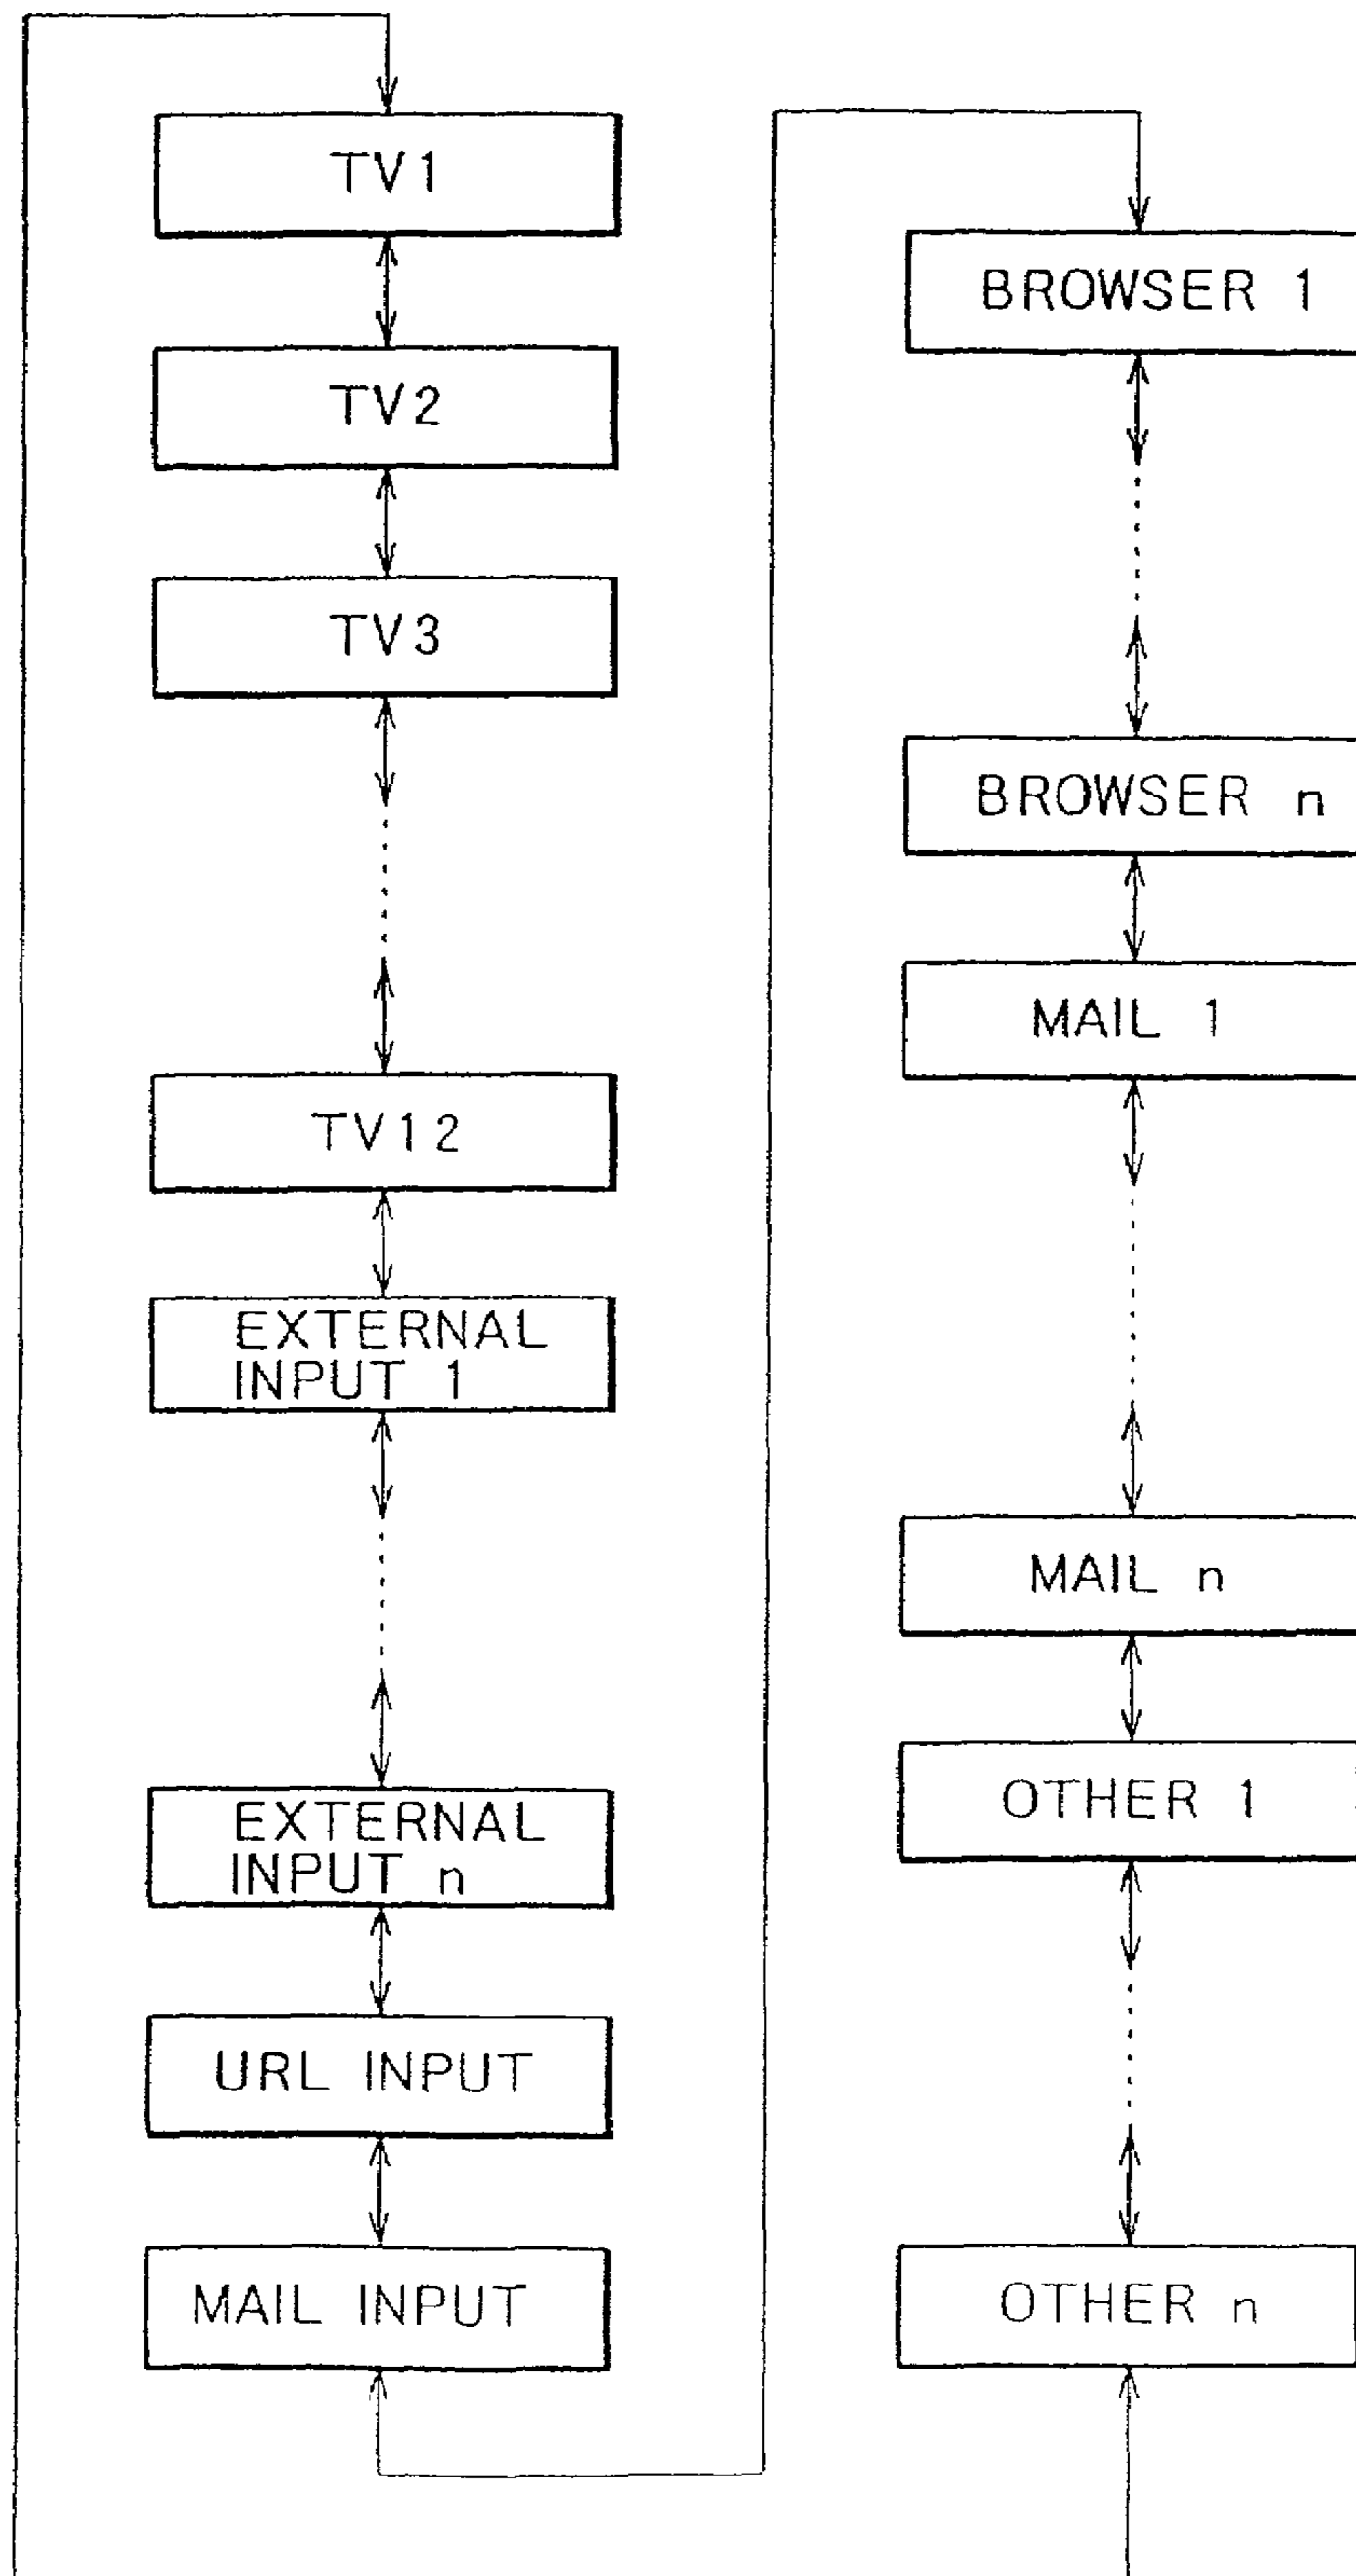 TV1
TV2
TV3
TV12
EXTERNAL
INPUT 1
EXTERNAL
INPUT n
URL INPUT
MAIL INPUT
BROWSER 1
BROWSER n
MAIL 1
MAIL n
OTHER 1
OTHER n